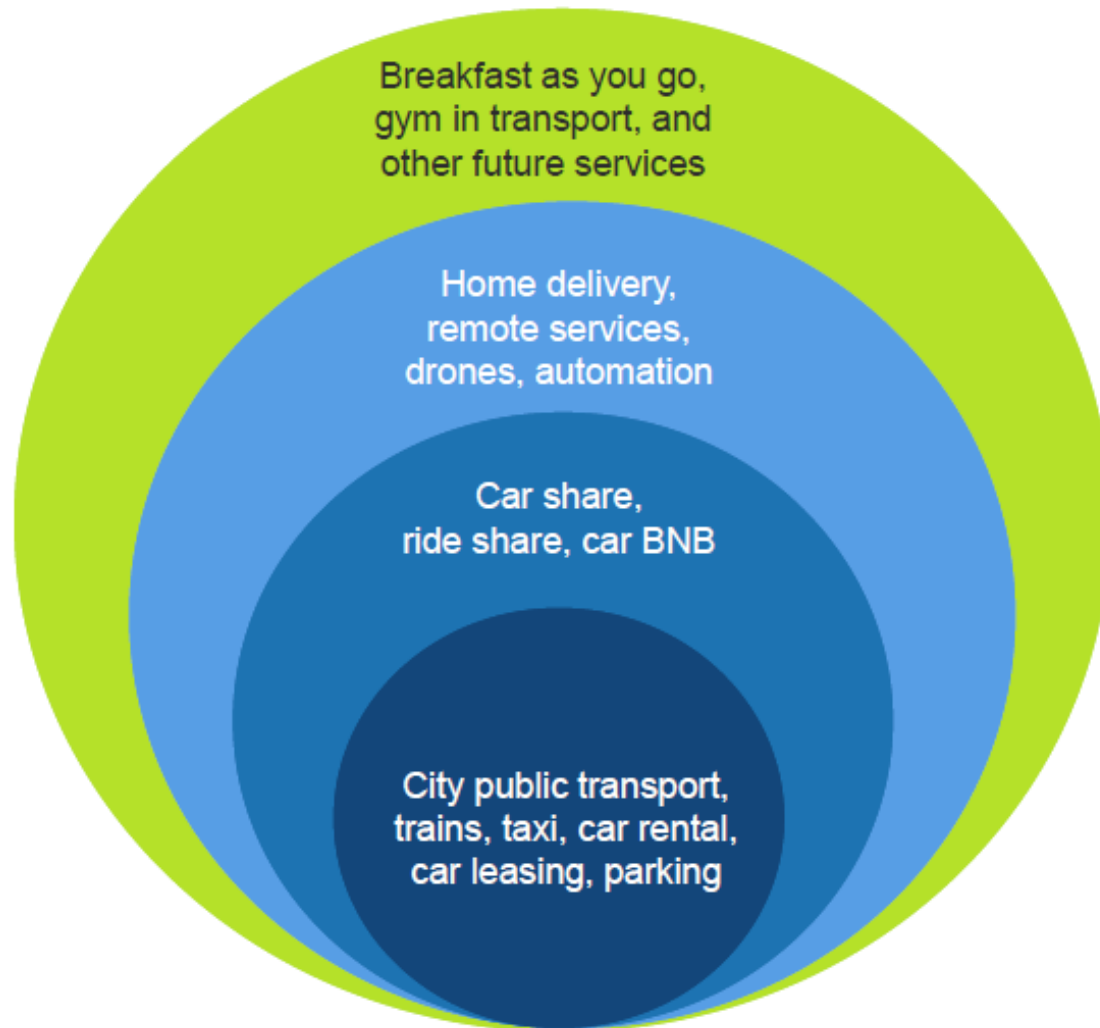 Breakfast as you go,
gym in transport, and
other future services
Home delivery,
remote services,
drones, automation
Car share,
ride share, car BNB
City public transport,
trains, taxi, car rental,
car leasing, parking